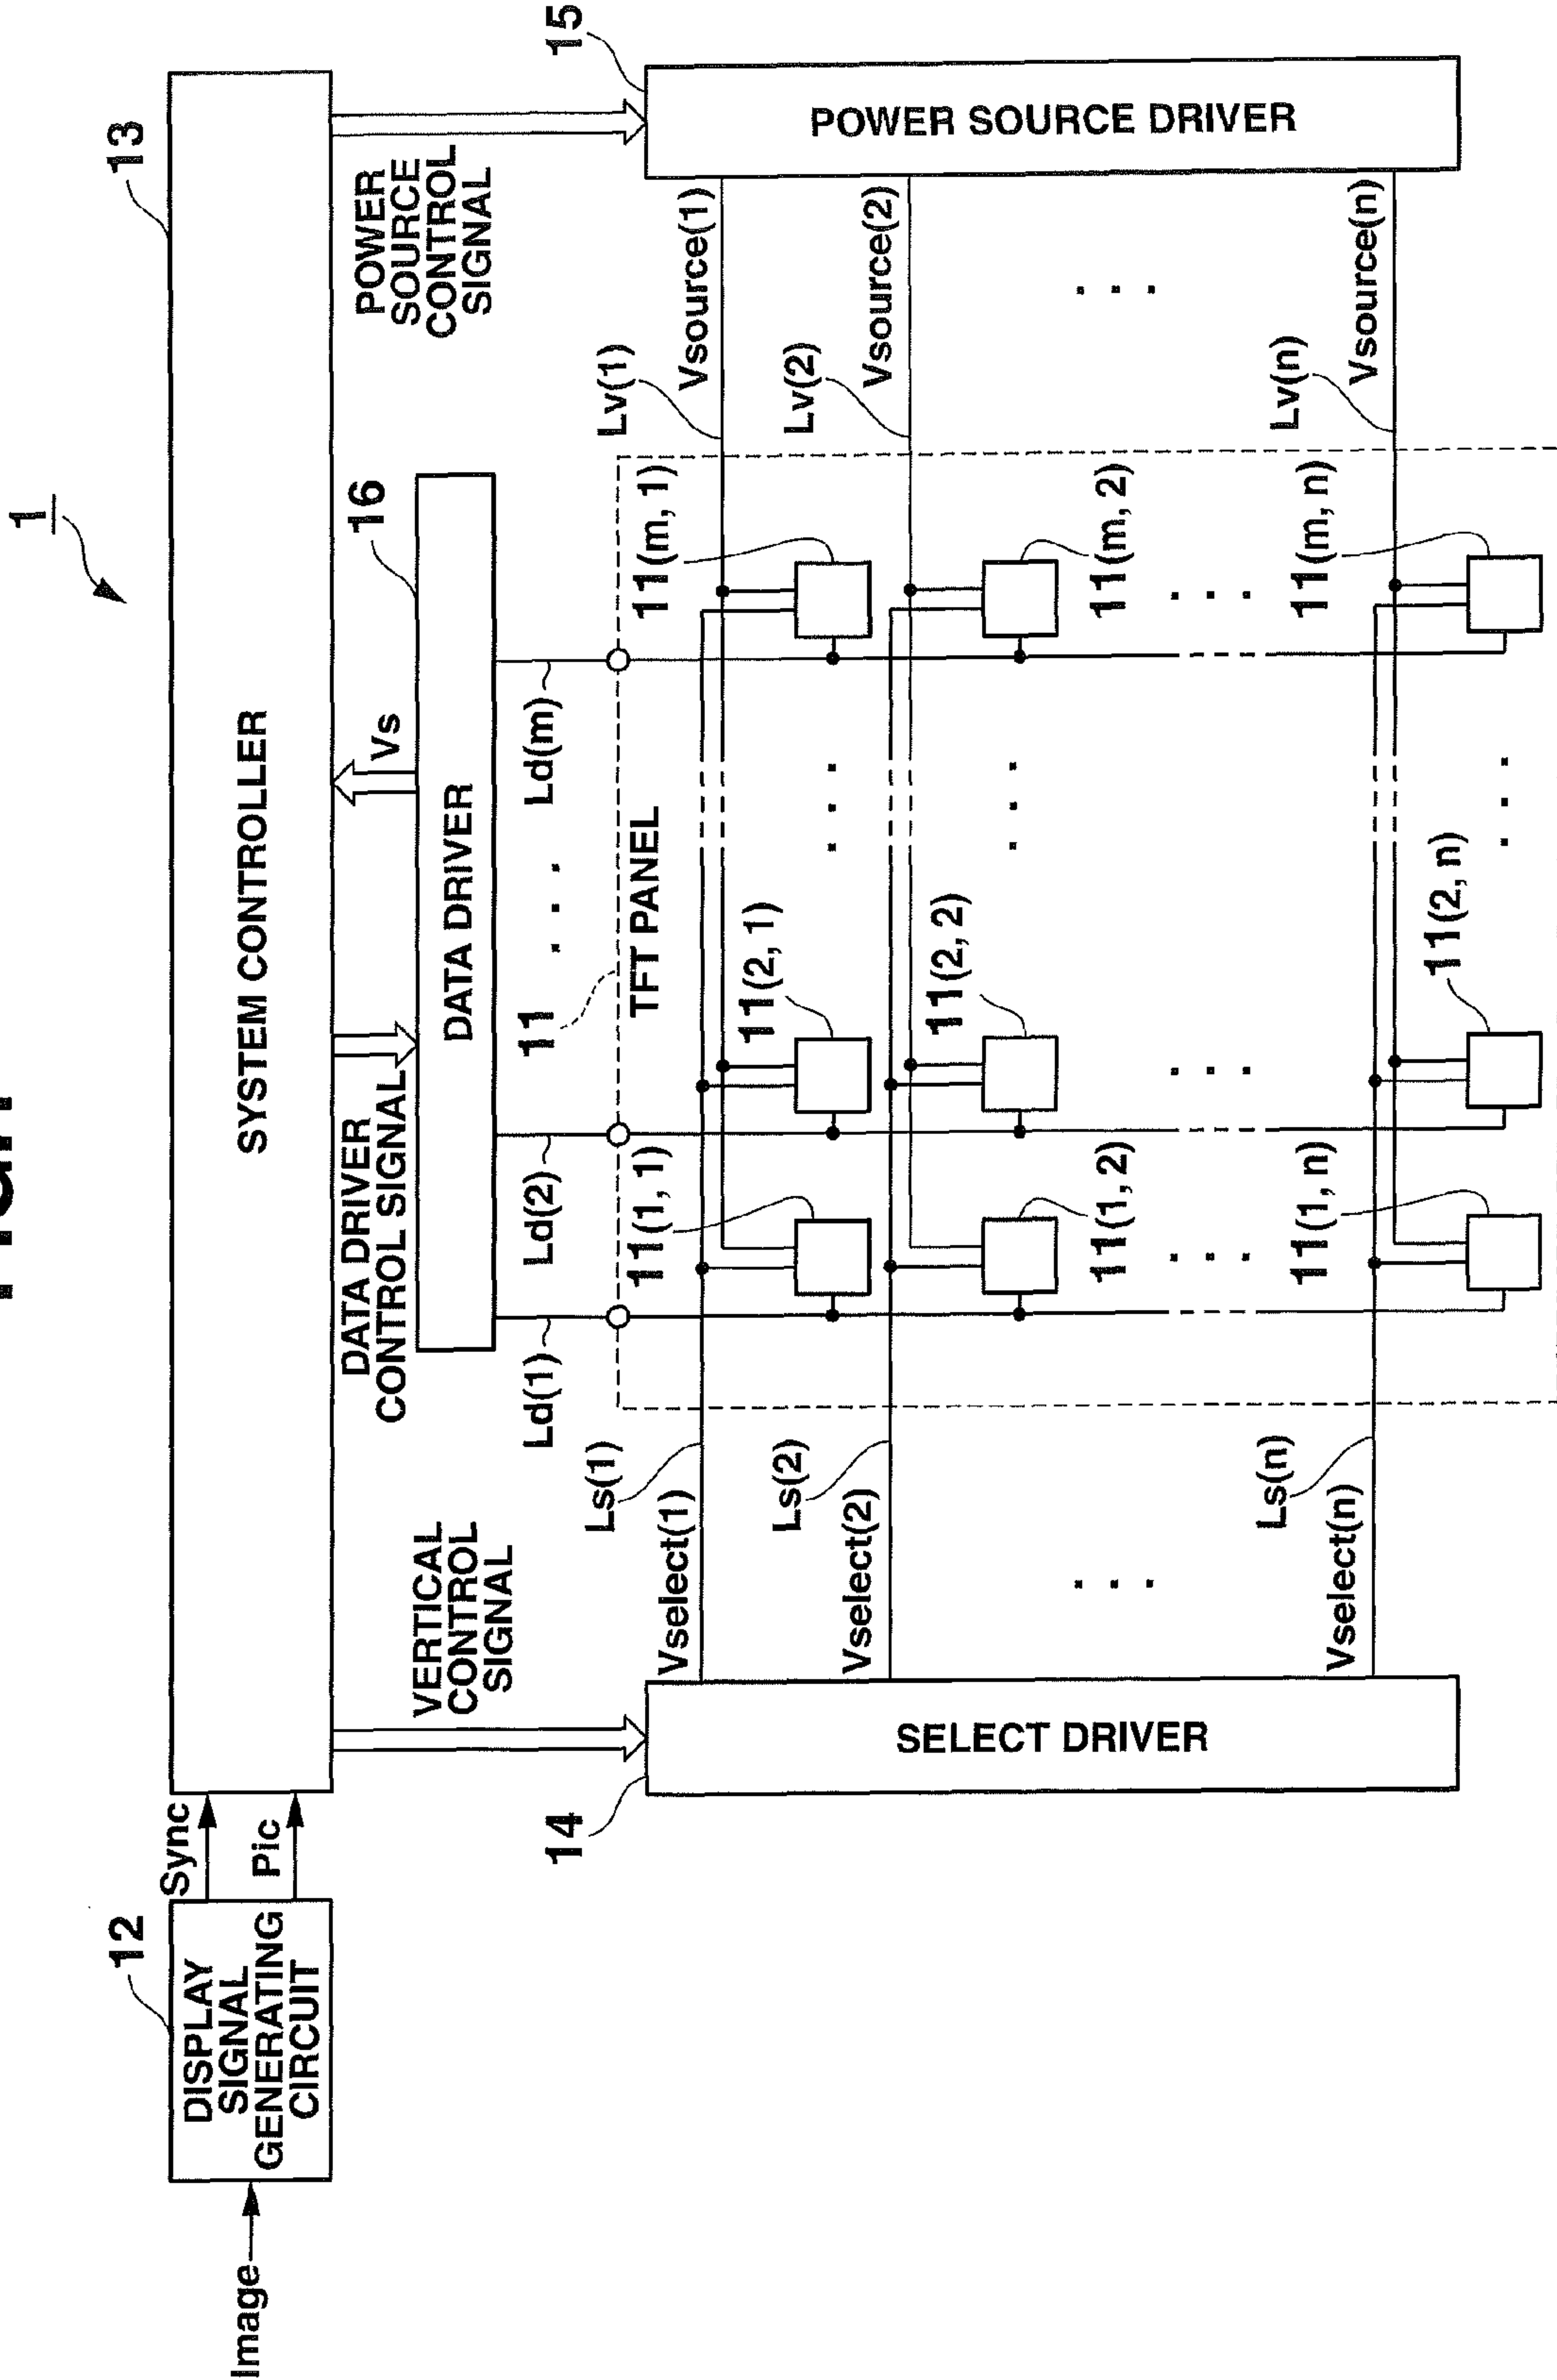 1
13
SYSTEM CONTROLLER
12
DISPLAY
SIGNAL
GENERATING
CIRCUIT
Image
Sync
Pic
VERTICAL
CONTROL
SIGNAL
DATA DRIVER
CONTROL SIGNAL
Vs
16
POWER
SOURCE
CONTROL
SIGNAL
DATA DRIVER
14
SELECT DRIVER
15
POWER SOURCE DRIVER
Ld(1)
Ld(2)
. . .
Ld(m)
11
TFT PANEL
Ls(1)
Vselect(1)
11(1, 1)
11(2, 1)
11(m, 1)
Lv(1)
Vsource(1)
Ls(2)
Vselect(2)
11(1, 2)
11(2, 2)
11(m, 2)
Lv(2)
Vsource(2)
. . .
Ls(n)
Vselect(n)
11(1, n)
11(2, n)
11(m, n)
Lv(n)
Vsource(n)